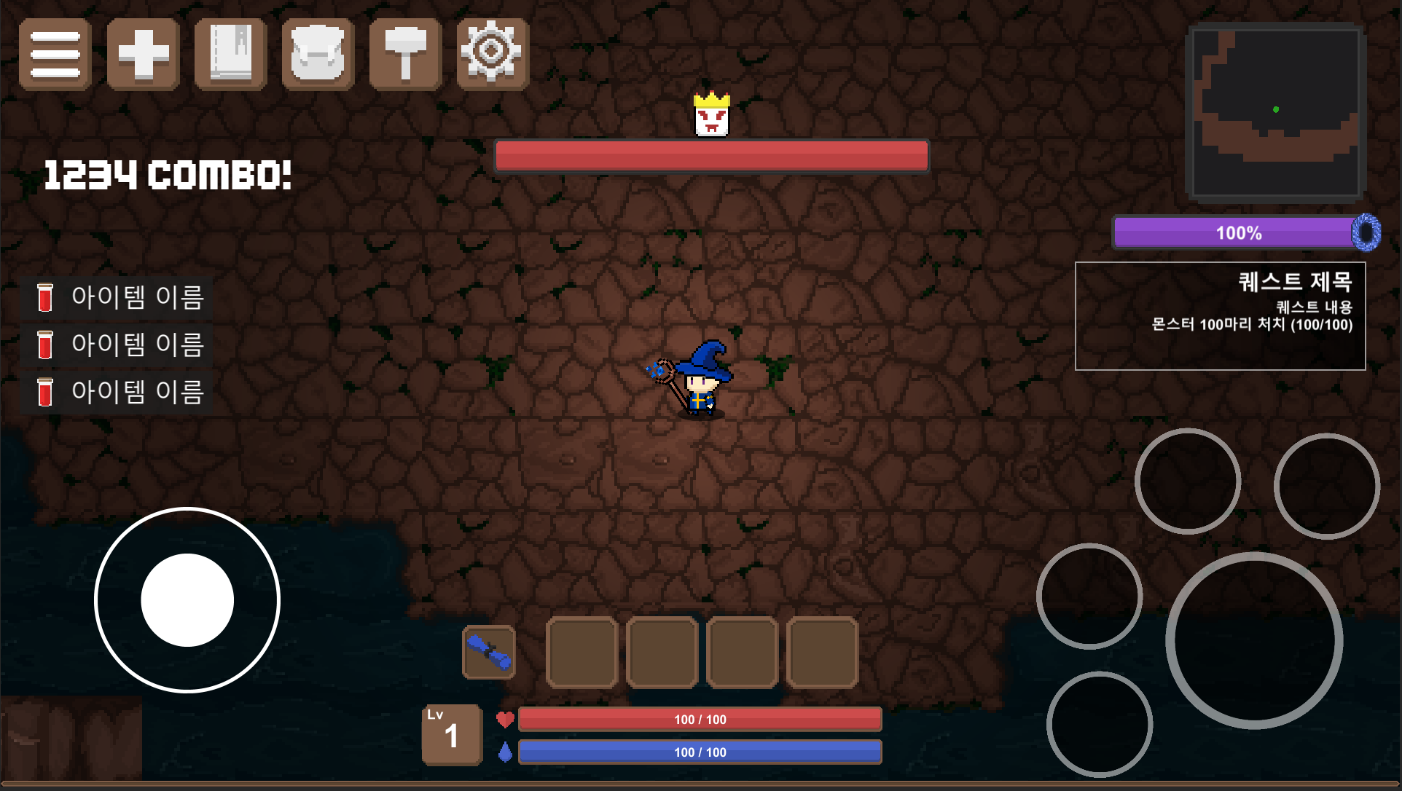 1234 COMBO!
100%
퀘스트 제목
퀘스트 내용
몬스터 100마리 처치 (100/100)
아이템 이름
아이템 이름
아이템 이름
Lv
1
100 / 100
100 / 100